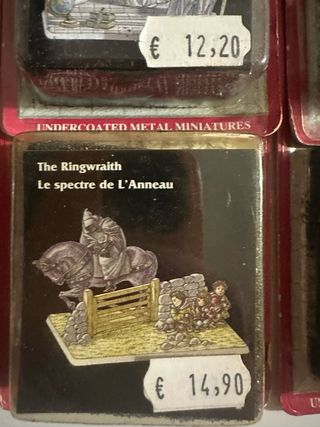 € 12,20
UNDERCOATED METAL MINIATURES
The Ringwraith
Le spectre de L'Anneau
€ 14,90